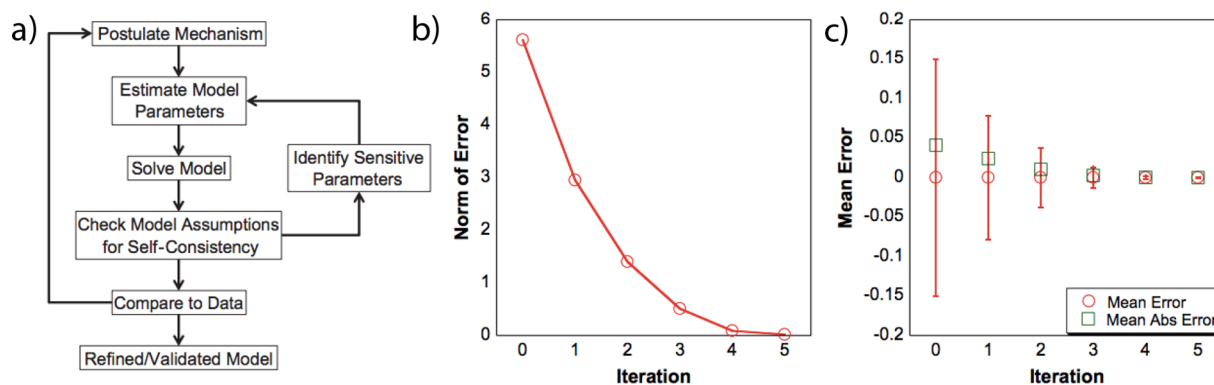 a)
Postulate Mechanism
Estimate Model
Parameters
Solve Model
Identify Sensitive
Parameters
Check Model Assumptions
for Self-Consistency
Compare to Data
Refined/Validated Model
b)
Norm of Error
6
5
4
3
2
1
0
0 1 2 3 4 5
Iteration
c)
Mean Error
0.2
0.15
0.1
0.05
0
-0.05
-0.1
-0.15
-0.2
Mean Error
Mean Abs Error
0 1 2 3 4 5
Iteration